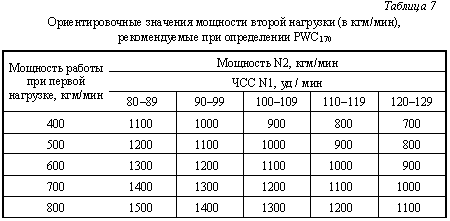 Таблица 7
Ориентировочные значения мощности второй нагрузки (в кгм/мин),
рекомендуемые при определении PWC170
Мощность работы при первой нагрузке, кгм/мин
Мощность N2, кгм/мин
ЧСС N1, уд / мин
80–89 90–99 100–109 110–119 120–129
400 1100 1000 900 800 700
500 1200 1100 1000 900 800
600 1300 1200 1100 1000 900
700 1400 1300 1200 1100 1000
800 1500 1400 1300 1200 1100